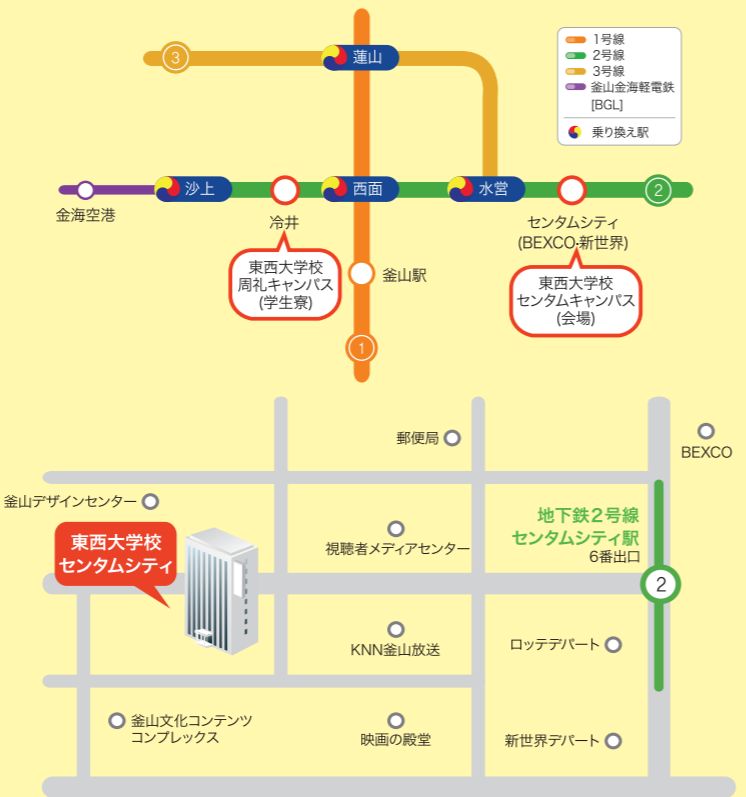 1号線
2号線
3号線
釜山金海軽電鉄
[BGL]
乗り換え駅
3
蓮山
金海空港
沙上
冷井
西面
水営
センタムシティ
(BEXCO·新世界)
2
東西大学校
周礼キャンパス
(学生寮)
釜山駅
東西大学校
センタムキャンパス
(会場)
1
郵便局
BEXCO
釜山デザインセンター
東西大学校
センタムシティ
視聴者メディアセンター
地下鉄2号線
センタムシティ駅
6番出口
2
KNN釜山放送
ロッテデパート
釜山文化コンテンツ
コンプレックス
映画の殿堂
新世界デパート